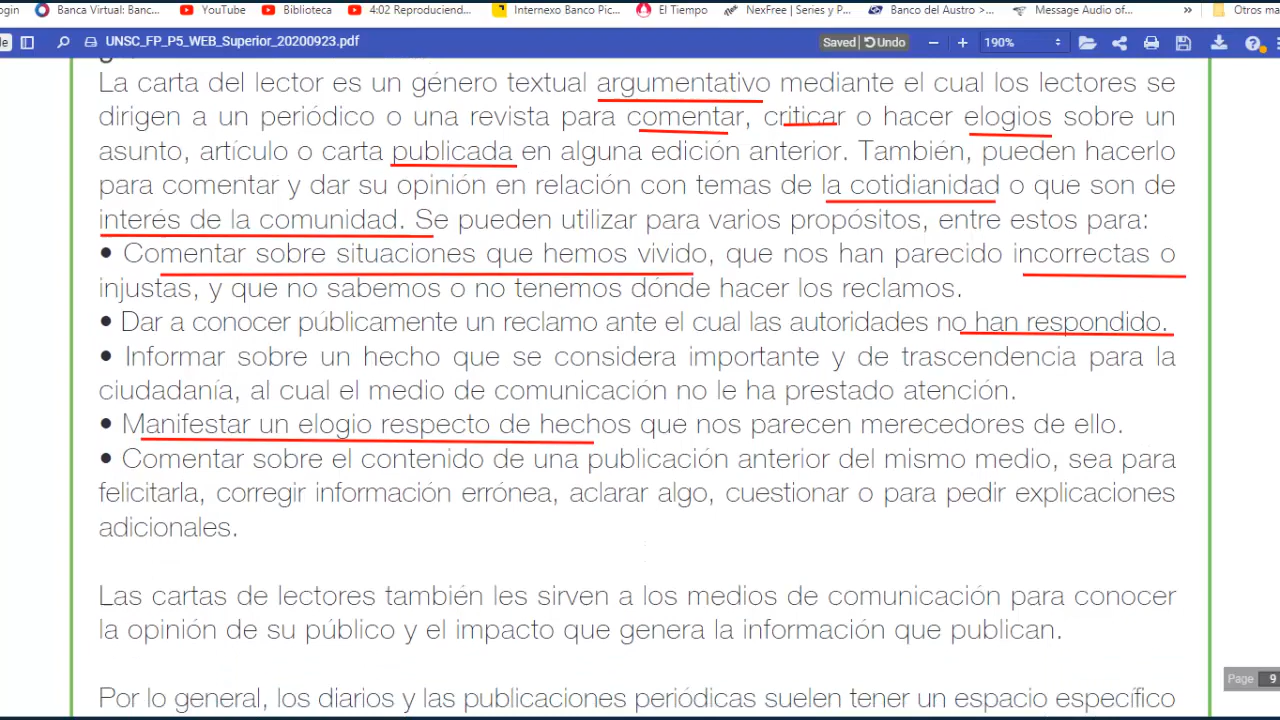 ogin Banca Virtual: Banc... YouTube Biblioteca 4:02 Reproduciend... Internexo Banco Pic... El Tiempo NexFree | Series y P... Banco del Austro >... Message Audio of... » Otros ma
UNSC_FP_P5_WEB_Superior_20200923.pdf Saved Undo 190%
La carta del lector es un género textual argumentativo mediante el cual los lectores se
dirigen a un periódico o una revista para comentar, criticar o hacer elogios sobre un
asunto, artículo o carta publicada en alguna edición anterior. También, pueden hacerlo
para comentar y dar su opinión en relación con temas de la cotidianidad o que son de
interés de la comunidad. Se pueden utilizar para varios propósitos, entre estos para:
• Comentar sobre situaciones que hemos vivido, que nos han parecido incorrectas o
injustas, y que no sabemos o no tenemos dónde hacer los reclamos.
• Dar a conocer públicamente un reclamo ante el cual las autoridades no han respondido.
• Informar sobre un hecho que se considera importante y de trascendencia para la
ciudadanía, al cual el medio de comunicación no le ha prestado atención.
• Manifestar un elogio respecto de hechos que nos parecen merecedores de ello.
• Comentar sobre el contenido de una publicación anterior del mismo medio, sea para
felicitarla, corregir información errónea, aclarar algo, cuestionar o para pedir explicaciones
adicionales.
Las cartas de lectores también les sirven a los medios de comunicación para conocer
la opinión de su público y el impacto que genera la información que publican.
Page 9
Por lo general, los diarios y las publicaciones periódicas suelen tener un espacio específico